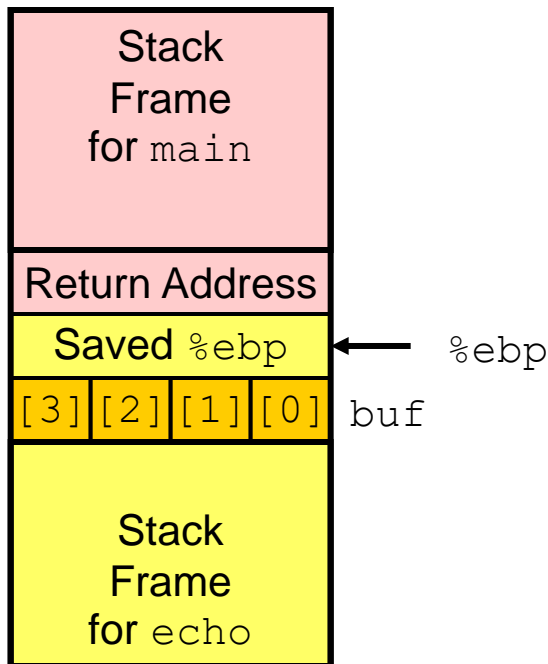 Stack
Frame
for main
Return Address
Saved %ebp
%ebp
[3] [2] [1] [0] buf
Stack
Frame
for echo